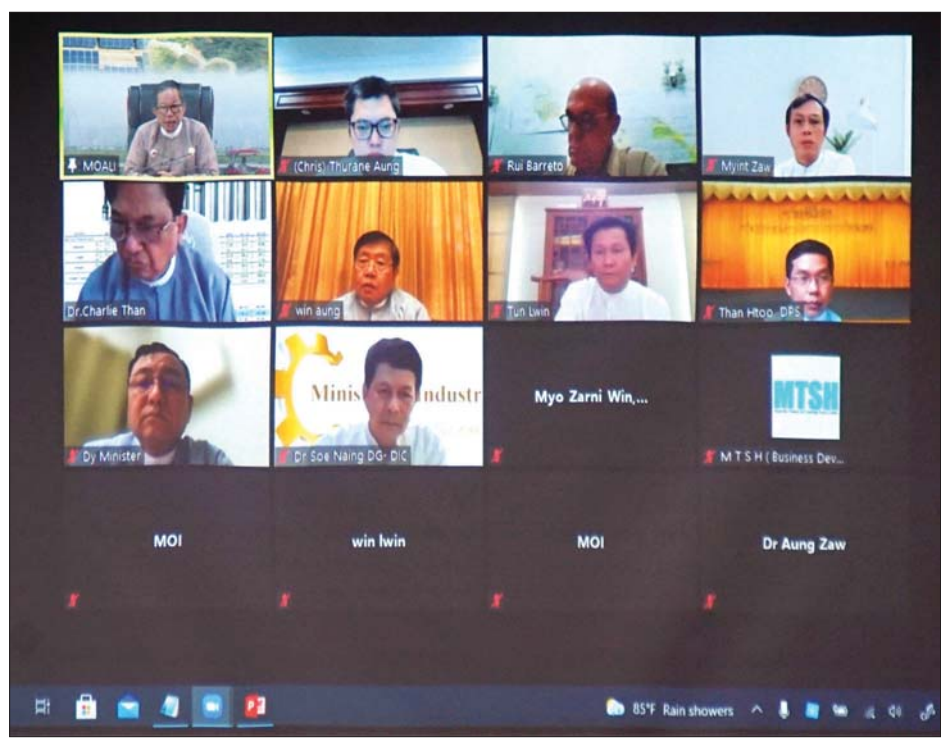 MOALI
(Chris) Thurane Aung
Rui Barreto
Myint Zaw
Dr.Charlie Than
win aung
Tun Lwin
Than Htoo- DPS
Dy Minister
Minis
ndustr
Dr Soe Naing DG- DIC
Myo Zarni Win,...
MTSH
M T S H ( Business Dev...
MOI
win lwin
MOI
Dr Aung Zaw
85°F Rain showers